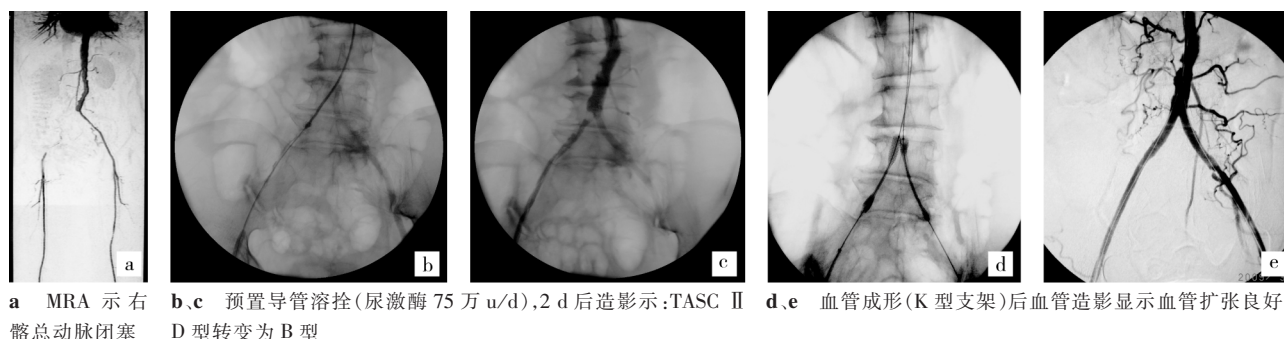 a
b
c
d
e
a MRA 示右髂总动脉闭塞
b、c 预置导管溶拴(尿激酶 75 万 u/d),2 d 后造影示:TASC Ⅱ D 型转变为 B 型
d、e 血管成形(K 型支架)后血管造影显示血管扩张良好